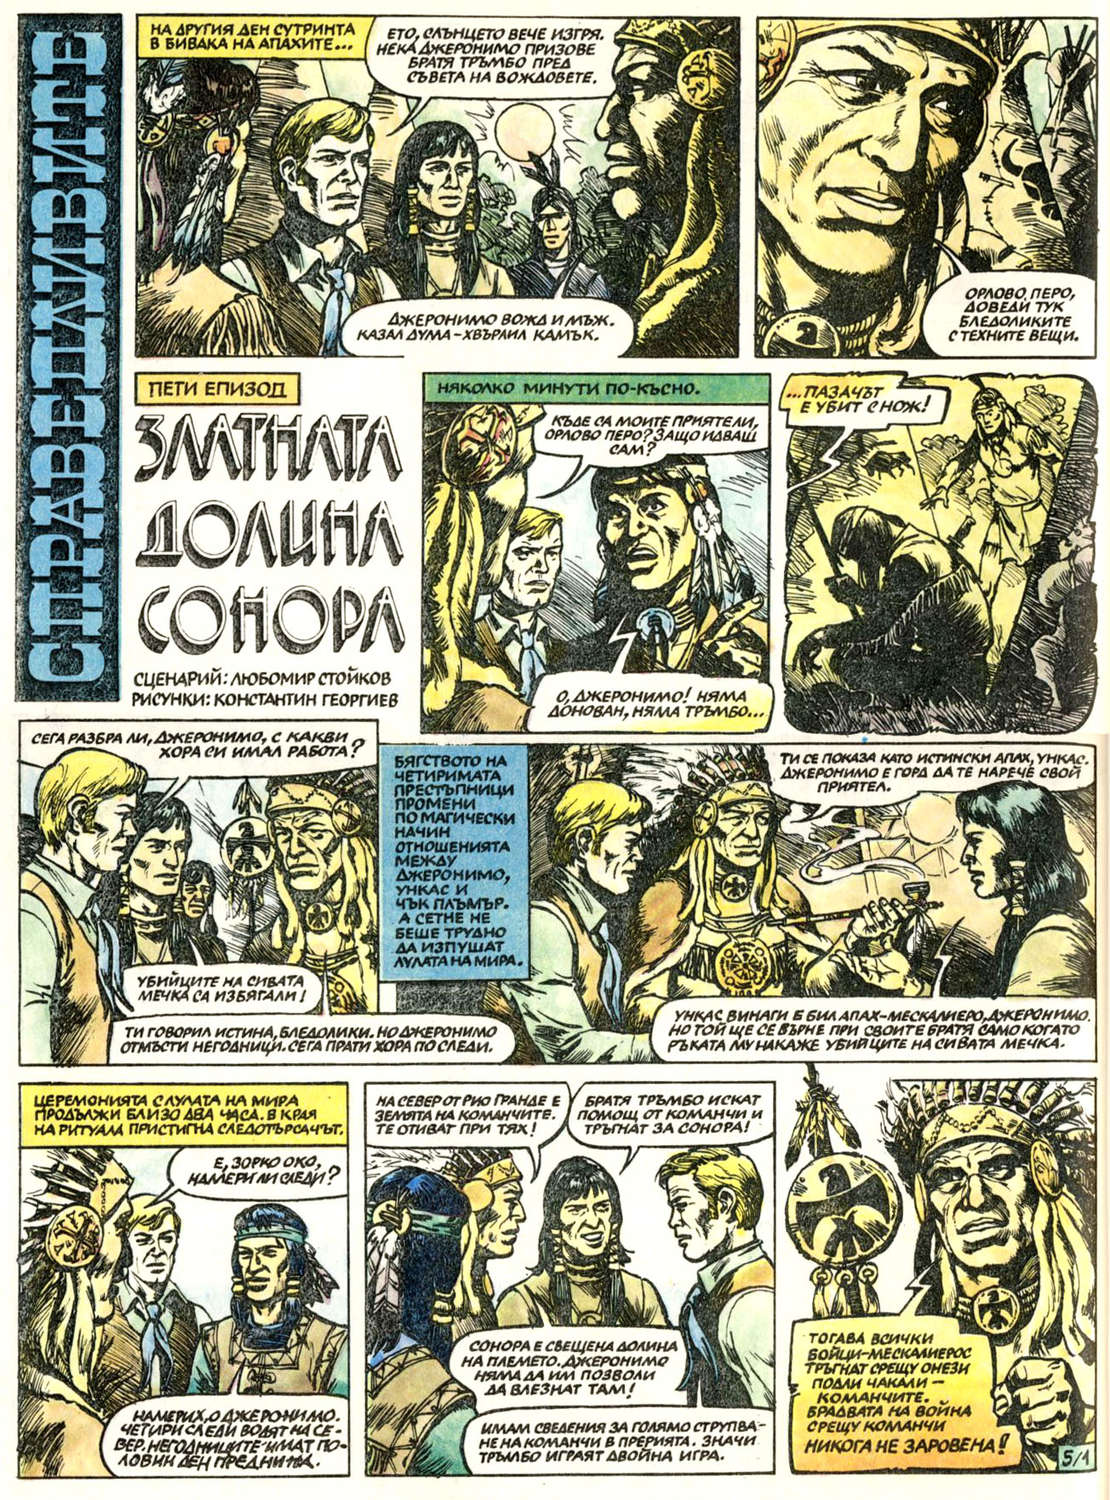 СПРАВЕДЛИВИТЕ
НА ДРУГИЯ ДЕН СУТРИНТА
В БИВАКА НА АПАХИТЕ...
ЕТО, СЛЪНЦЕТО ВЕЧЕ ИЗГРЯ.
НЕКА ДЖЕРОНИМО ПРИЗОВЕ
БРАТЯ ТРЪМБО ПРЕД
СЪВЕТА НА ВОЖДОВЕТЕ.
ДЖЕРОНИМО ВОЖД И МЪЖ.
КАЗАЛ ДУМА - ХВЪРЛИЛ КАМЪК.
ОРЛОВО ПЕРО,
ДОВЕДИ ТУК
БЛЕДОЛИКИТЕ
С ТЕХНИТЕ ВЕЩИ.
ПЕТИ ЕПИЗОД
ЗЛАТНАТА
ДОЛИНА
СОНОРА
СЦЕНАРИЙ: ЛЮБОМИР СТОЙКОВ
РИСУНКИ: КОНСТАНТИН ГЕОРГИЕВ
НЯКОЛКО МИНУТИ ПО-КЪСНО.
КЪДЕ СА МОИТЕ ПРИЯТЕЛИ,
ОРЛОВО ПЕРО? ЗАЩО ИДВАШ
САМ?
О, ДЖЕРОНИМО! НЯМА
ДОНОВАН, НЯМА ТРЪМБО...
...ПАЗАЧЪТ
Е УБИТ С НОЖ!
СЕГА РАЗБРА ЛИ, ДЖЕРОНИМО, С КАКВИ
ХОРА СИ ИМАЛ РАБОТА?
УБИЙЦИТЕ НА СИВАТА
МЕЧКА СА ИЗБЯГАЛИ!
ТИ ГОВОРИЛ ИСТИНА, БЛЕДОЛИКИ. НО ДЖЕРОНИМО
ОТМЪСТИ НЕГОДНИЦИ. СЕГА ПРАТИ ХОРА ПО СЛЕДИ.
БЯГСТВОТО НА
ЧЕТИРИМАТА
ПРЕСТЪПНИЦИ
ПРОМЕНИ
ПО МАГИЧЕСКИ
НАЧИН
ОТНОШЕНИЯТА
МЕЖДУ
ДЖЕРОНИМО,
УНКАС И
ЧЪК ПЛЪМЪР.
А СЕТНЕ НЕ
БЕШЕ ТРУДНО
ДА ИЗПУШАТ
ЛУЛАТА НА МИРА.
ТИ СЕ ПОКАЗА КАТО ИСТИНСКИ АПАХ, УНКАС.
ДЖЕРОНИМО Е ГОРД ДА ТЕ НАРЕЧЕ СВОЙ
ПРИЯТЕЛ.
УНКАС ВИНАГИ Е БИЛ АПАХ-МЕСКАЛИЕРО, ДЖЕРОНИМО.
НО ТОЙ ЩЕ СЕ ВЪРНЕ ПРИ СВОИТЕ БРАТЯ САМО КОГАТО
РЪКАТА МУ НАКАЖЕ УБИЙЦИТЕ НА СИВАТА МЕЧКА.
ЦЕРЕМОНИЯТА С ЛУЛАТА НА МИРА
ПРОДЪЛЖИ БЛИЗО ДВА ЧАСА. В КРАЯ
НА РИТУАЛА ПРИСТИГНА СЛЕДОТЪРСАЧЪТ.
Е, ЗОРКО ОКО,
НАМЕРИ ЛИ СЛЕДИ?
НАМЕРИХ, О ДЖЕРОНИМО.
ЧЕТИРИ СЛЕДИ ВОДЯТ НА СЕ-
ВЕР. НЕГОДНИЦИТЕ ИМАТ ПО-
ЛОВИН ДЕН ПРЕДНИНА.
НА СЕВЕР ОТ РИО ГРАНДЕ Е
ЗЕМЯТА НА КОМАНЧИТЕ.
ТЕ ОТИВАТ ПРИ ТЯХ!
БРАТЯ ТРЪМБО ИСКАТ
ПОМОЩ ОТ КОМАНЧИ И
ТРЪГНАТ ЗА СОНОРА!
СОНОРА Е СВЕЩЕНА ДОЛИНА
НА ПЛЕМЕТО. ДЖЕРОНИМО
НЯМА ДА ИМ ПОЗВОЛИ
ДА ВЛЕЗНАТ ТАМ!
ИМАМ СВЕДЕНИЯ ЗА ГОЛЯМО СТРУПВА-
НЕ НА КОМАНЧИ В ПРЕРИЯТА. ЗНАЧИ
ТРЪМБО ИГРАЯТ ДВОЙНА ИГРА.
ТОГАВА ВСИЧКИ
БОЙЦИ-МЕСКАЛИЕРОС
ТРЪГНАТ СРЕЩУ ОНЕЗИ
ПОДЛИ ЧАКАЛИ -
КОМАНЧИТЕ.
БРАДВАТА НА ВОЙНА
СРЕЩУ КОМАНЧИ
НИКОГА НЕ ЗАРОВЕНА!
5/1